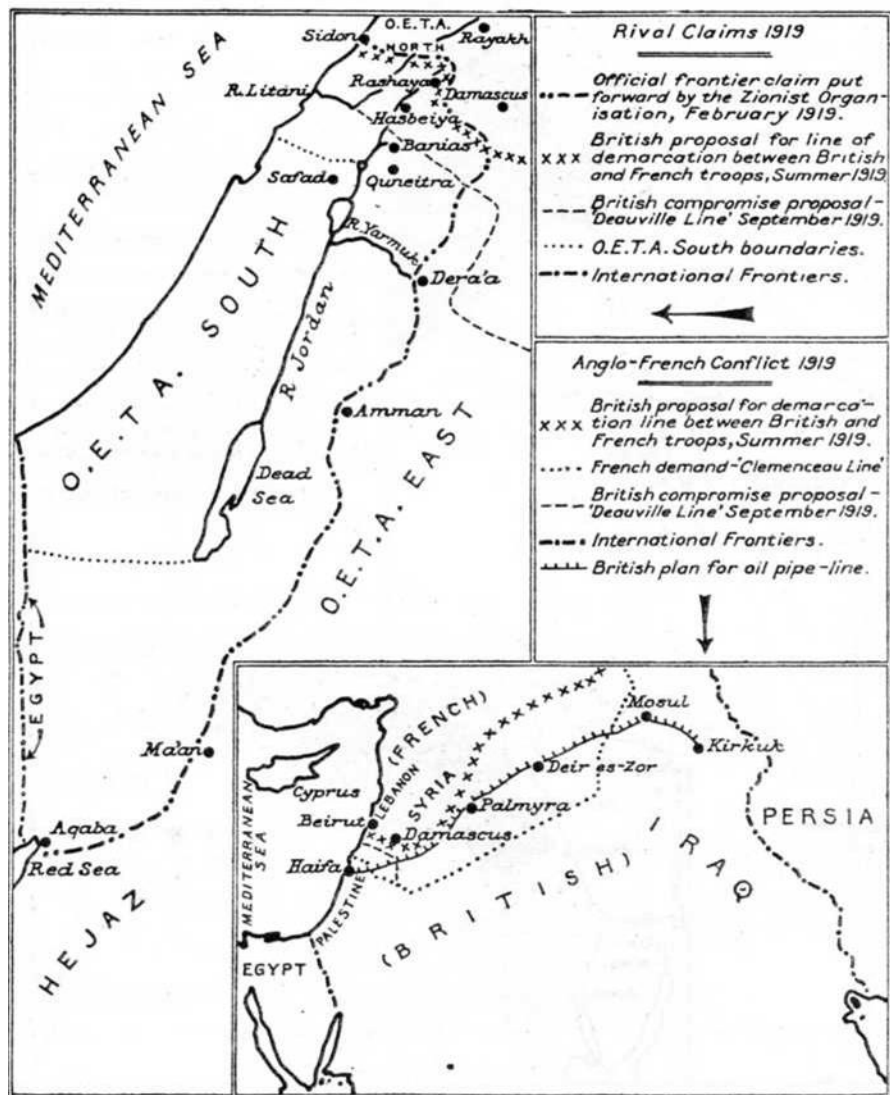 O.E.T.A.
NORTH
Sidon
Rayakh
MEDITERRANEAN SEA
R. Litani
Rashaya
Damascus
Hasbeiya
Banias
Safad
Quneitra
R. Yarmuk
Dera'a
O.E.T.A. SOUTH
R Jordan
Amman
Dead
Sea
O.E.T.A. EAST
EGYPT
Ma'an
Aqaba
Red Sea
HEJAZ
Rival Claims 1919
Official frontier claim put
forward by the Zionist Organ-
isation, February 1919.
British proposal for line of
demarcation between British
and French troops, Summer 1919.
British compromise proposal-
'Deauville Line' September 1919.
O.E.T.A. South boundaries.
International Frontiers.
Anglo-French Conflict 1919
British proposal for demarca-
tion line between British and
French troops, Summer 1919.
French demand-'Clemenceau Line'
British compromise proposal-
'Deauville Line' September 1919.
International Frontiers.
British plan for oil pipe-line.
Mosul
Kirkuk
SYRIA (FRENCH)
Deir es-Zor
Cyprus
LEBANON
Palmyra
PERSIA
Beirut
Damascus
MEDITERRANEAN
SEA
Haifa
PALESTINE
(BRITISH)
IRAQ
EGYPT